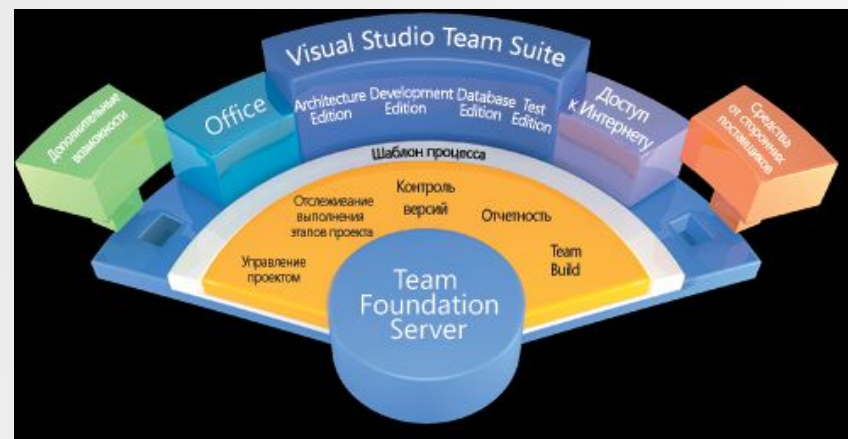 Visual Studio Team Suite
Дополнительные
возможности
Office
Architecture
Edition
Development
Edition
Database
Edition
Test
Edition
Доступ
к Интернету
Средства
от сторонних
поставщиков
Шаблон процесса
Управление
проектом
Отслеживание
выполнения
этапов проекта
Контроль
версий
Отчетность
Team
Build
Team
Foundation
Server